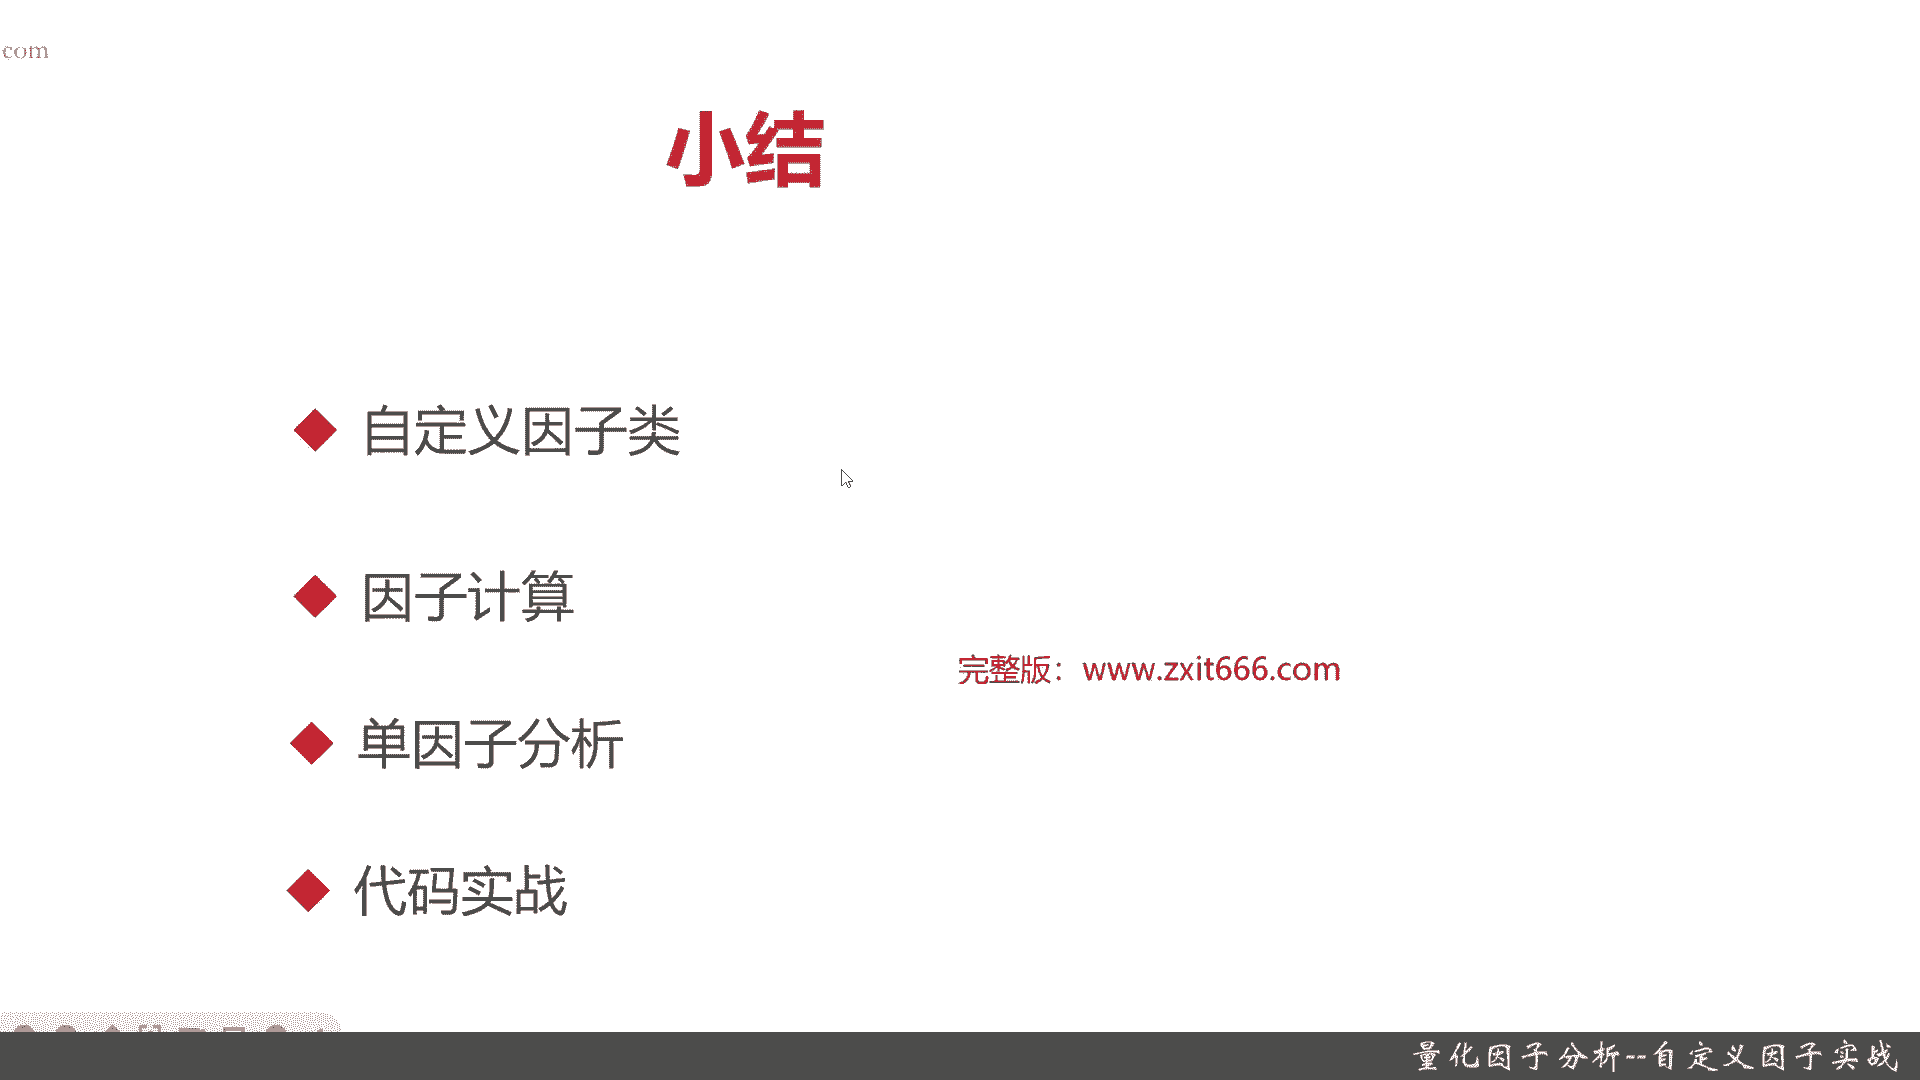 com
小结
自定义因子类
因子计算
完整版：www.zxit666.com
单因子分析
代码实战
量化因子分析--自定义因子实战